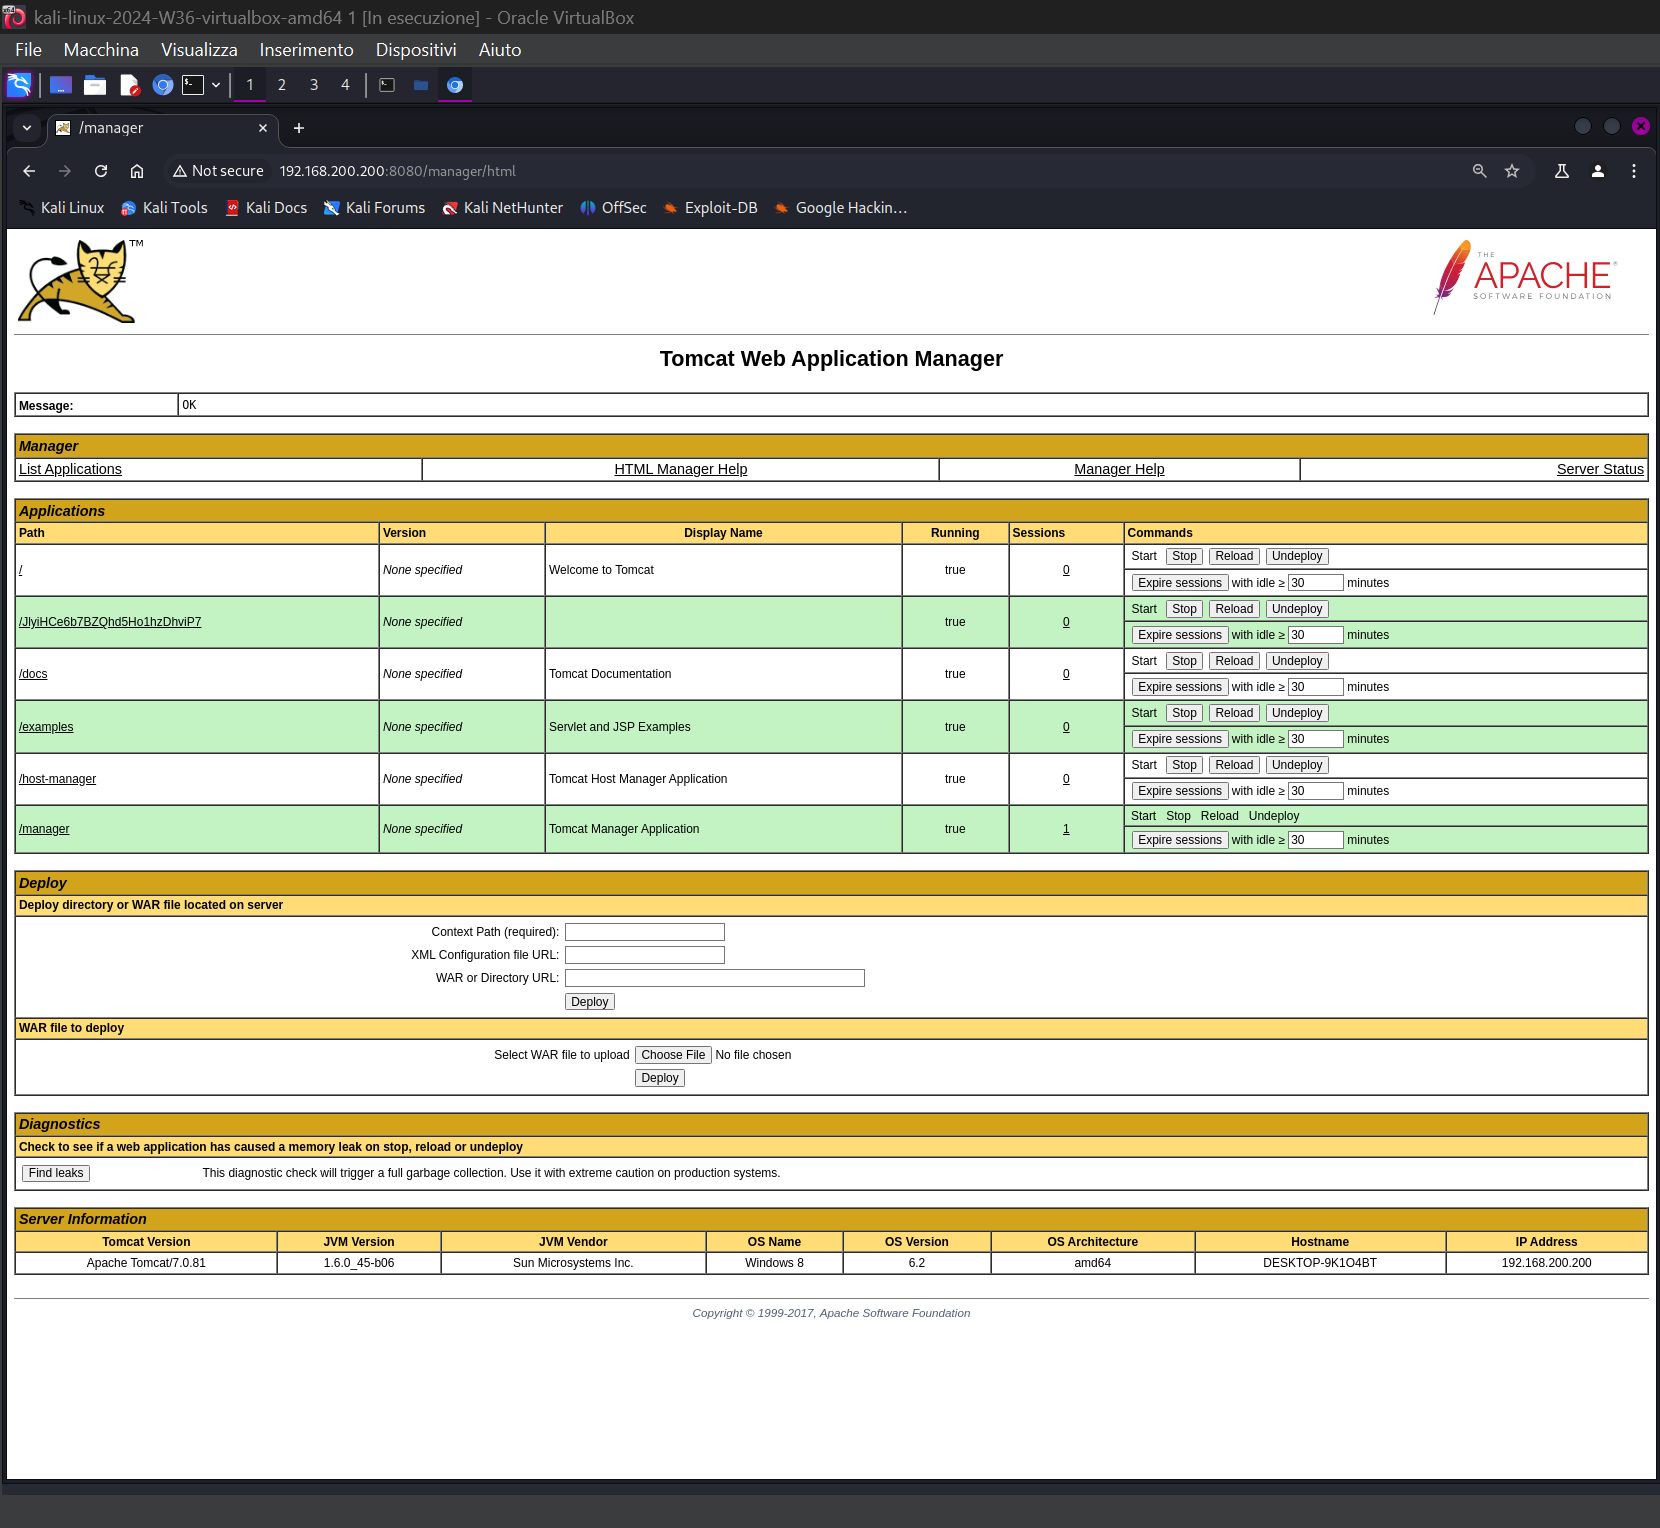 kali-linux-2024-W36-virtualbox-amd64 1 [In esecuzione] - Oracle VirtualBox
File Macchina Visualizza Inserimento Dispositivi Aiuto
1 2 3 4
/manager
Not secure 192.168.200.200:8080/manager/html
Kali Linux Kali Tools Kali Docs Kali Forums Kali NetHunter OffSec Exploit-DB Google Hackin…
TM
THE
APACHE®
SOFTWARE FOUNDATION
Tomcat Web Application Manager
Message: OK
Manager
List Applications HTML Manager Help Manager Help Server Status
Applications
Path Version Display Name Running Sessions Commands
/ None specified Welcome to Tomcat true 0 Start Stop Reload Undeploy
Expire sessions with idle ≥ 30 minutes
/JlyiHCe6b7BZQhd5Ho1hzDhviP7 None specified true 0 Start Stop Reload Undeploy
Expire sessions with idle ≥ 30 minutes
/docs None specified Tomcat Documentation true 0 Start Stop Reload Undeploy
Expire sessions with idle ≥ 30 minutes
/examples None specified Servlet and JSP Examples true 0 Start Stop Reload Undeploy
Expire sessions with idle ≥ 30 minutes
/host-manager None specified Tomcat Host Manager Application true 0 Start Stop Reload Undeploy
Expire sessions with idle ≥ 30 minutes
/manager None specified Tomcat Manager Application true 1 Start Stop Reload Undeploy
Expire sessions with idle ≥ 30 minutes
Deploy
Deploy directory or WAR file located on server
Context Path (required):
XML Configuration file URL:
WAR or Directory URL:
Deploy
WAR file to deploy
Select WAR file to upload Choose File No file chosen
Deploy
Diagnostics
Check to see if a web application has caused a memory leak on stop, reload or undeploy
Find leaks This diagnostic check will trigger a full garbage collection. Use it with extreme caution on production systems.
Server Information
Tomcat Version JVM Version JVM Vendor OS Name OS Version OS Architecture Hostname IP Address
Apache Tomcat/7.0.81 1.6.0_45-b06 Sun Microsystems Inc. Windows 8 6.2 amd64 DESKTOP-9K1O4BT 192.168.200.200
Copyright © 1999-2017, Apache Software Foundation